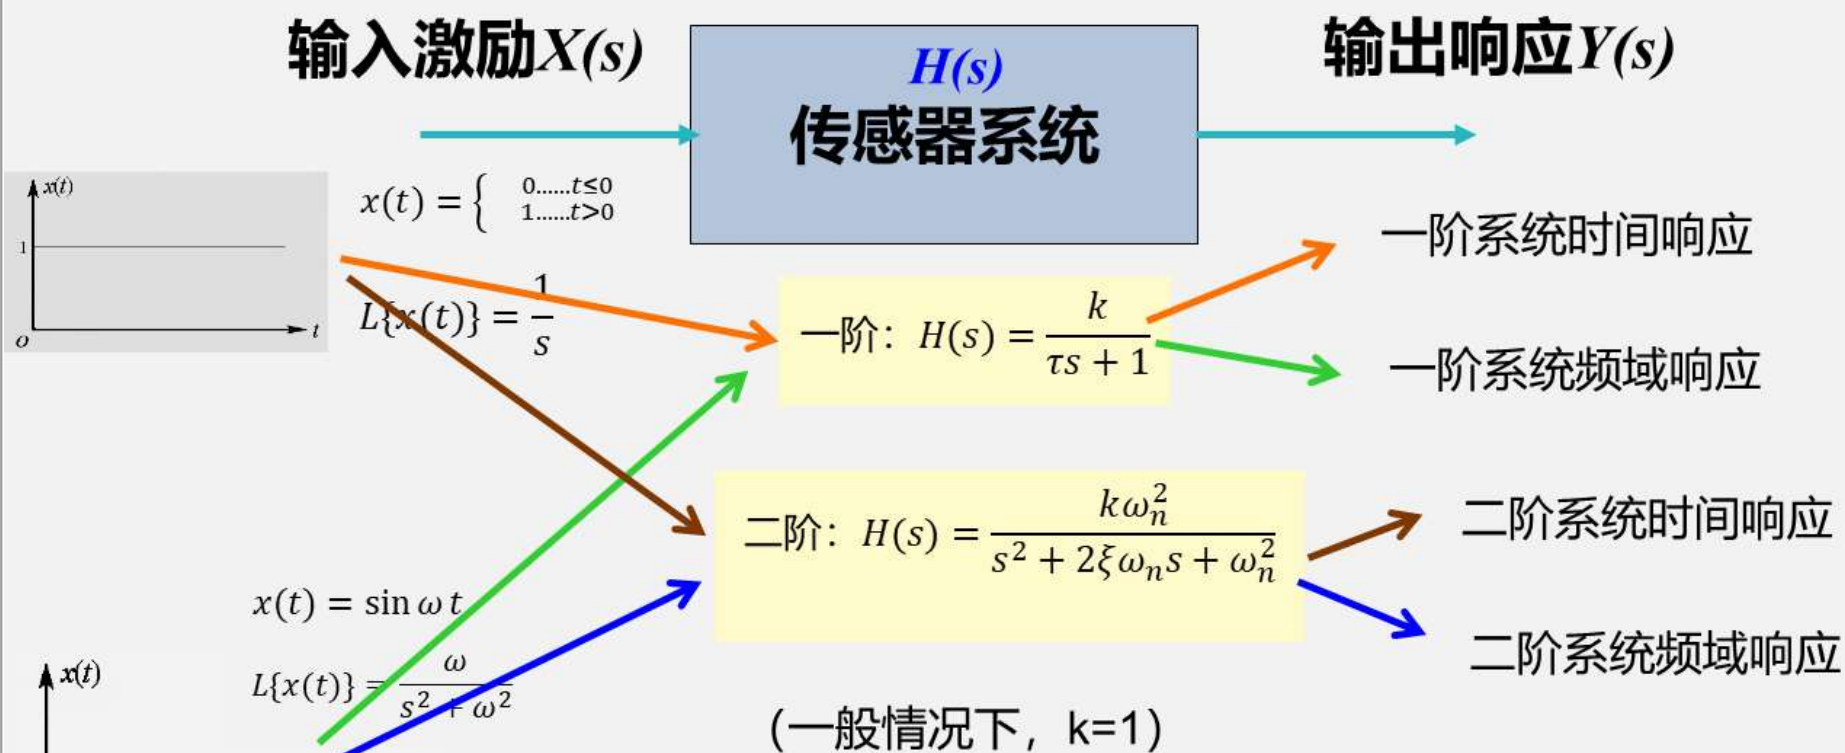 输入激励X(s)
H(s)
传感器系统
输出响应Y(s)
x(t)
1
o
t
x(t) = { 0......t≤0
1......t>0
L{x(t)} = 1/s
一阶：H(s) = k/(τs + 1)
一阶系统时间响应
一阶系统频域响应
二阶：H(s) = kω_n^2/(s^2 + 2ξω_n s + ω_n^2)
二阶系统时间响应
二阶系统频域响应
x(t) = sin ω t
L{x(t)} = ω/(s^2 + ω^2)
x(t)
(一般情况下，k=1)